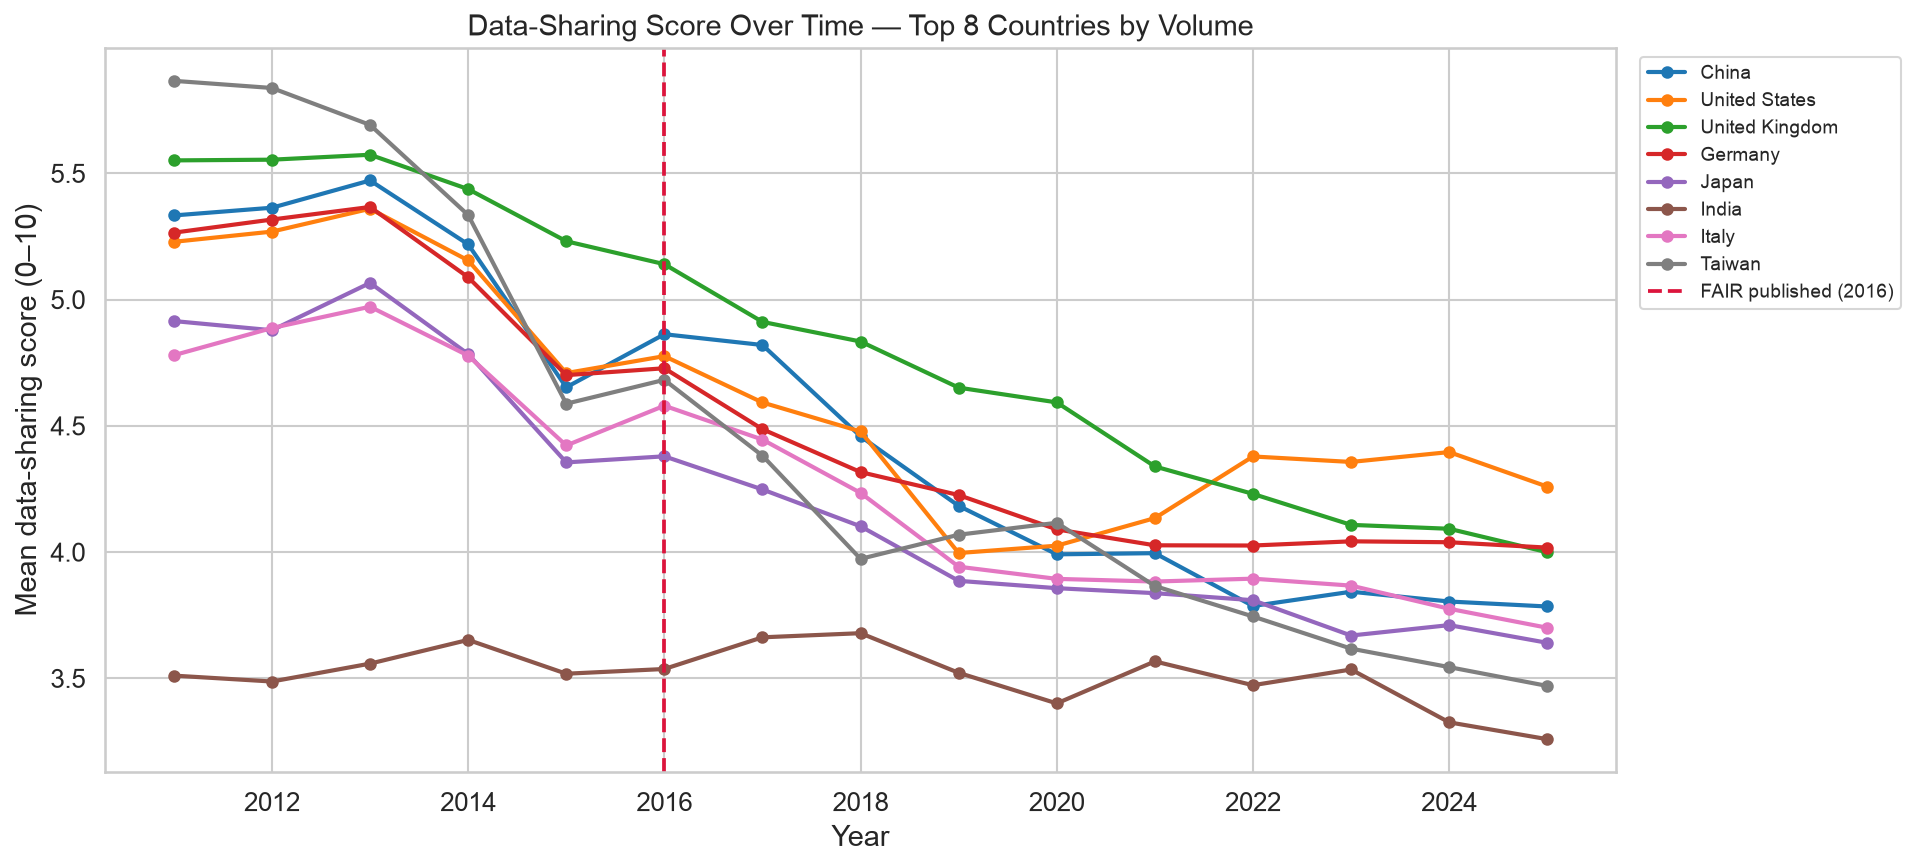 Data-Sharing Score Over Time — Top 8 Countries by Volume
Mean data-sharing score (0–10)
5.5
5.0
4.5
4.0
3.5
2012
2014
2016
2018
2020
2022
2024
Year
China
United States
United Kingdom
Germany
Japan
India
Italy
Taiwan
FAIR published (2016)